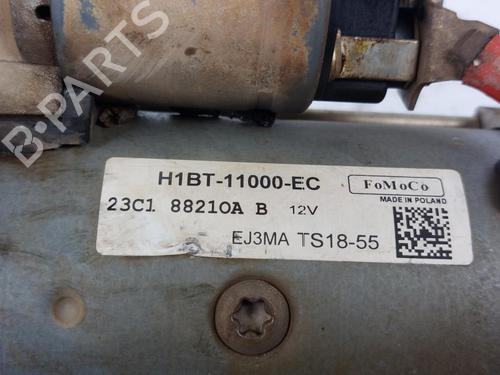 B-PARTS
H1BT-11000-EC
FoMoCo
MADE IN POLAND
23C1 88210A B 12V
EJ3MA TS18-55